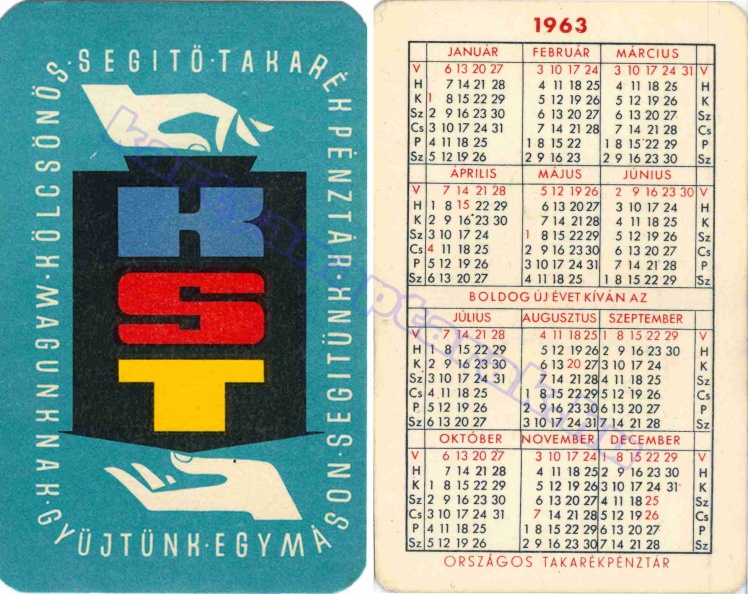 KÖLCSÖNÖS·SEGITŐ·TAKARÉKPÉNZTÁR·SEGITÜNK·SON
MAGUNKNAK·GYÜJTÜNK·EGYMÁ
KST
1963
JANUÁR FEBRUÁR MÁRCIUS
V 6 13 20 27 3 10 17 24 3 10 17 24 31 V
H 7 14 21 28 4 11 18 25 4 11 18 25 H
K 1 8 15 22 29 5 12 19 26 5 12 19 26 K
Sz 2 9 16 23 30 6 13 20 27 6 13 20 27 Sz
Cs 3 10 17 24 31 7 14 21 28 7 14 21 28 Cs
P 4 11 18 25 1 8 15 22 1 8 15 22 29 P
Sz 5 12 19 26 2 9 16 23 2 9 16 23 30 Sz
ÁPRILIS MÁJUS JÚNIUS
V 7 14 21 28 5 12 19 26 2 9 16 23 30 V
H 1 8 15 22 29 6 13 20 27 3 10 17 24 H
K 2 9 16 23 30 7 14 21 28 4 11 18 25 K
Sz 3 10 17 24 1 8 15 22 29 5 12 19 26 Sz
Cs 4 11 18 25 2 9 16 23 30 6 13 20 27 Cs
P 5 12 19 26 3 10 17 24 31 7 14 21 28 P
Sz 6 13 20 27 4 11 18 25 1 8 15 22 29 Sz
BOLDOG ÚJ ÉVET KÍVÁN AZ
JÚLIUS AUGUSZTUS SZEPTEMBER
V 7 14 21 28 4 11 18 25 1 8 15 22 29 V
H 1 8 15 22 29 5 12 19 26 2 9 16 23 30 H
K 2 9 16 23 30 6 13 20 27 3 10 17 24 K
Sz 3 10 17 24 31 7 14 21 28 4 11 18 25 Sz
Cs 4 11 18 25 1 8 15 22 29 5 12 19 26 Cs
P 5 12 19 26 2 9 16 23 30 6 13 20 27 P
Sz 6 13 20 27 3 10 17 24 31 7 14 21 28 Sz
OKTÓBER NOVEMBER DECEMBER
V 6 13 20 27 3 10 17 24 1 8 15 22 29 V
H 7 14 21 28 4 11 18 25 2 9 16 23 30 H
K 1 8 15 22 29 5 12 19 26 3 10 17 24 31 K
Sz 2 9 16 23 30 6 13 20 27 4 11 18 25 Sz
Cs 3 10 17 24 31 7 14 21 28 5 12 19 26 Cs
P 4 11 18 25 1 8 15 22 29 6 13 20 27 P
Sz 5 12 19 26 2 9 16 23 30 7 14 21 28 Sz
ORSZÁGOS TAKARÉKPÉNZTÁR